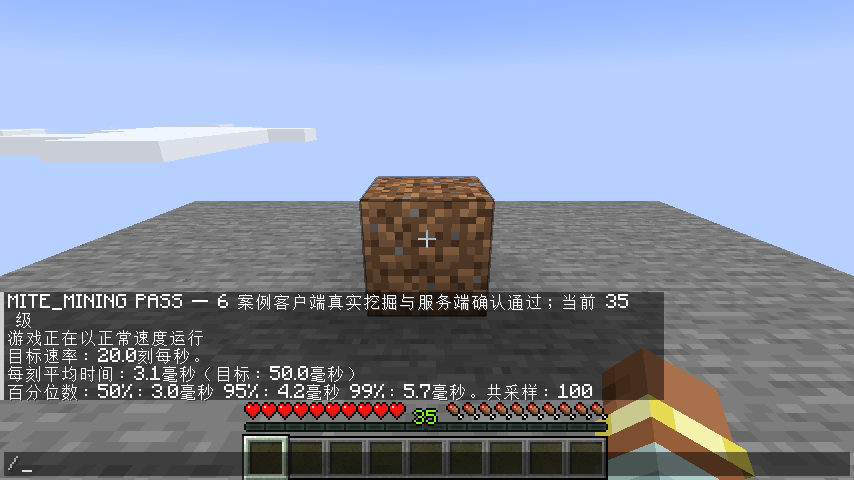 MITE_MINING PASS — 6 案例客户端真实挖掘与服务端确认通过；当前 35
级
游戏正在以正常速度运行
目标速率：20.0刻每秒。
每刻平均时间：3.1毫秒（目标：50.0毫秒）
百分位数：50%：3.0毫秒 95%：4.2毫秒 99%：5.7毫秒。共采样：100
35
/_